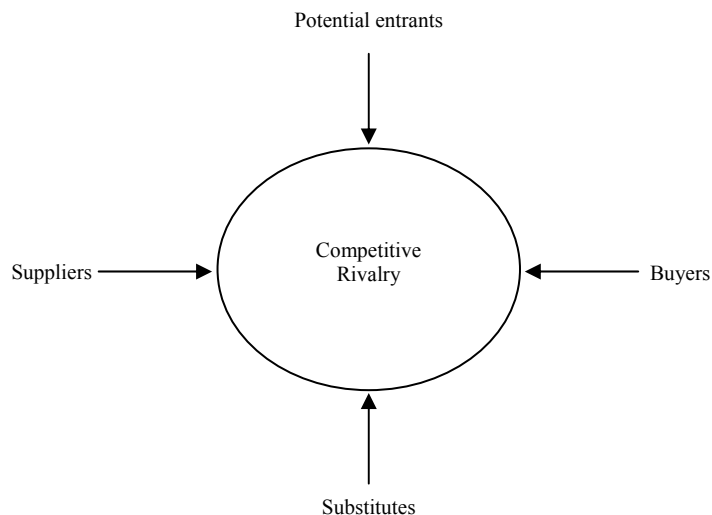 Potential entrants
Competitive
Rivalry
Suppliers
Buyers
Substitutes